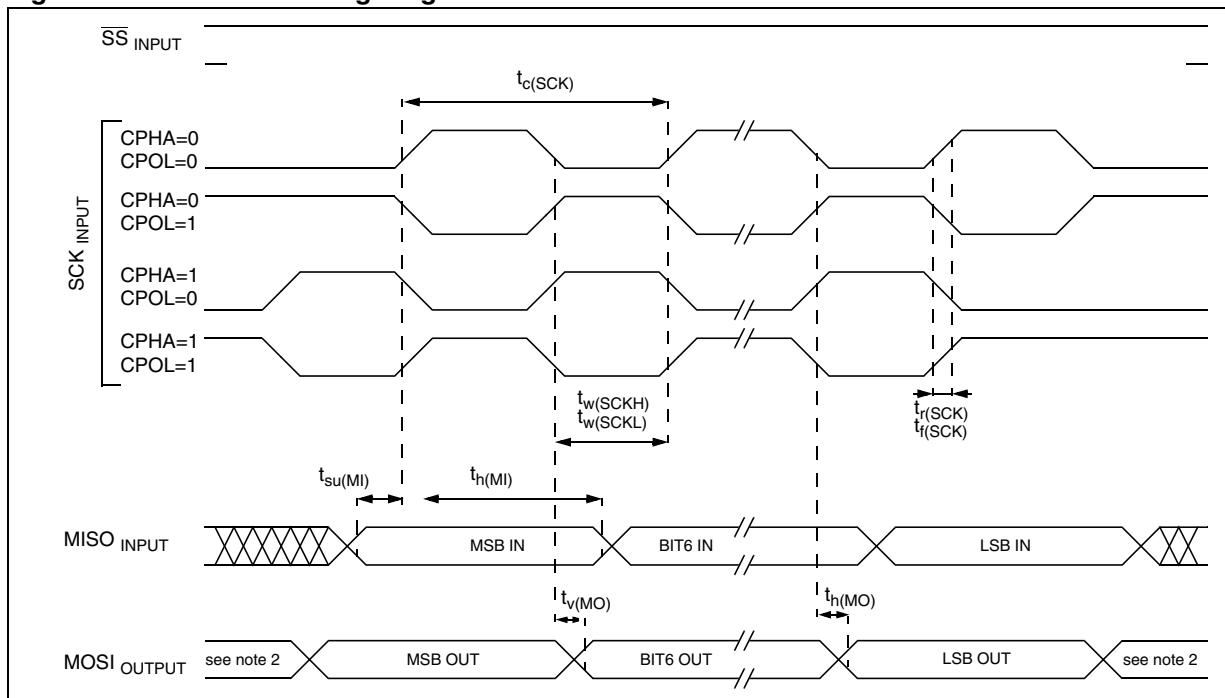 SS INPUT
tc(SCK)
SCK INPUT
CPHA=0
CPOL=0
CPHA=0
CPOL=1
CPHA=1
CPOL=0
CPHA=1
CPOL=1
tw(SCKH)
tw(SCKL)
tr(SCK)
tf(SCK)
tsu(MI)
th(MI)
MISO INPUT
MSB IN
BIT6 IN
LSB IN
tv(MO)
th(MO)
MOSI OUTPUT
see note 2
MSB OUT
BIT6 OUT
LSB OUT
see note 2